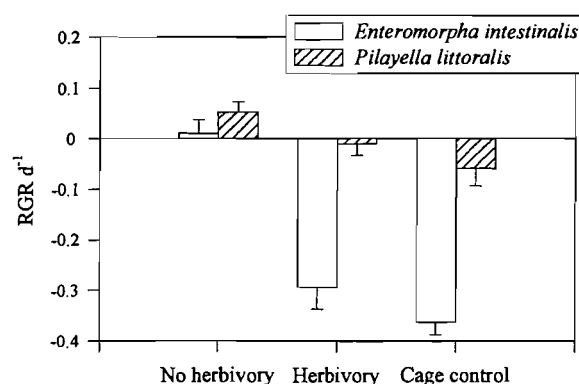 Enteromorpha intestinalis
Pilayella littoralis
0.2
0.1
0
-0.1
-0.2
-0.3
-0.4
RGR d⁻¹
No herbivory Herbivory Cage control